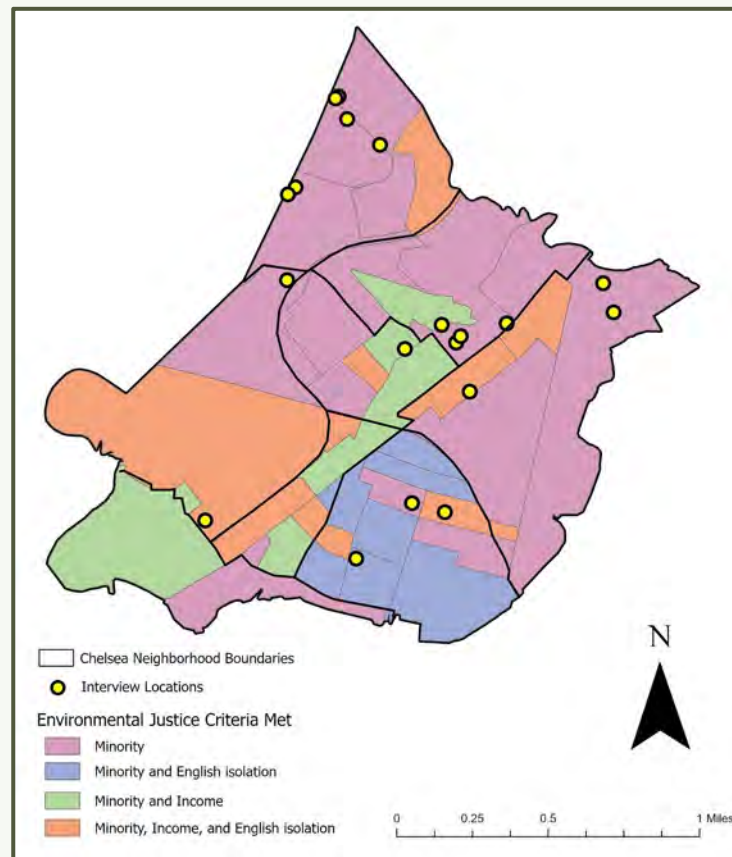 N
Chelsea Neighborhood Boundaries
Interview Locations
Environmental Justice Criteria Met
Minority
Minority and English isolation
Minority and Income
Minority, Income, and English isolation
0 0.25 0.5 1 Miles